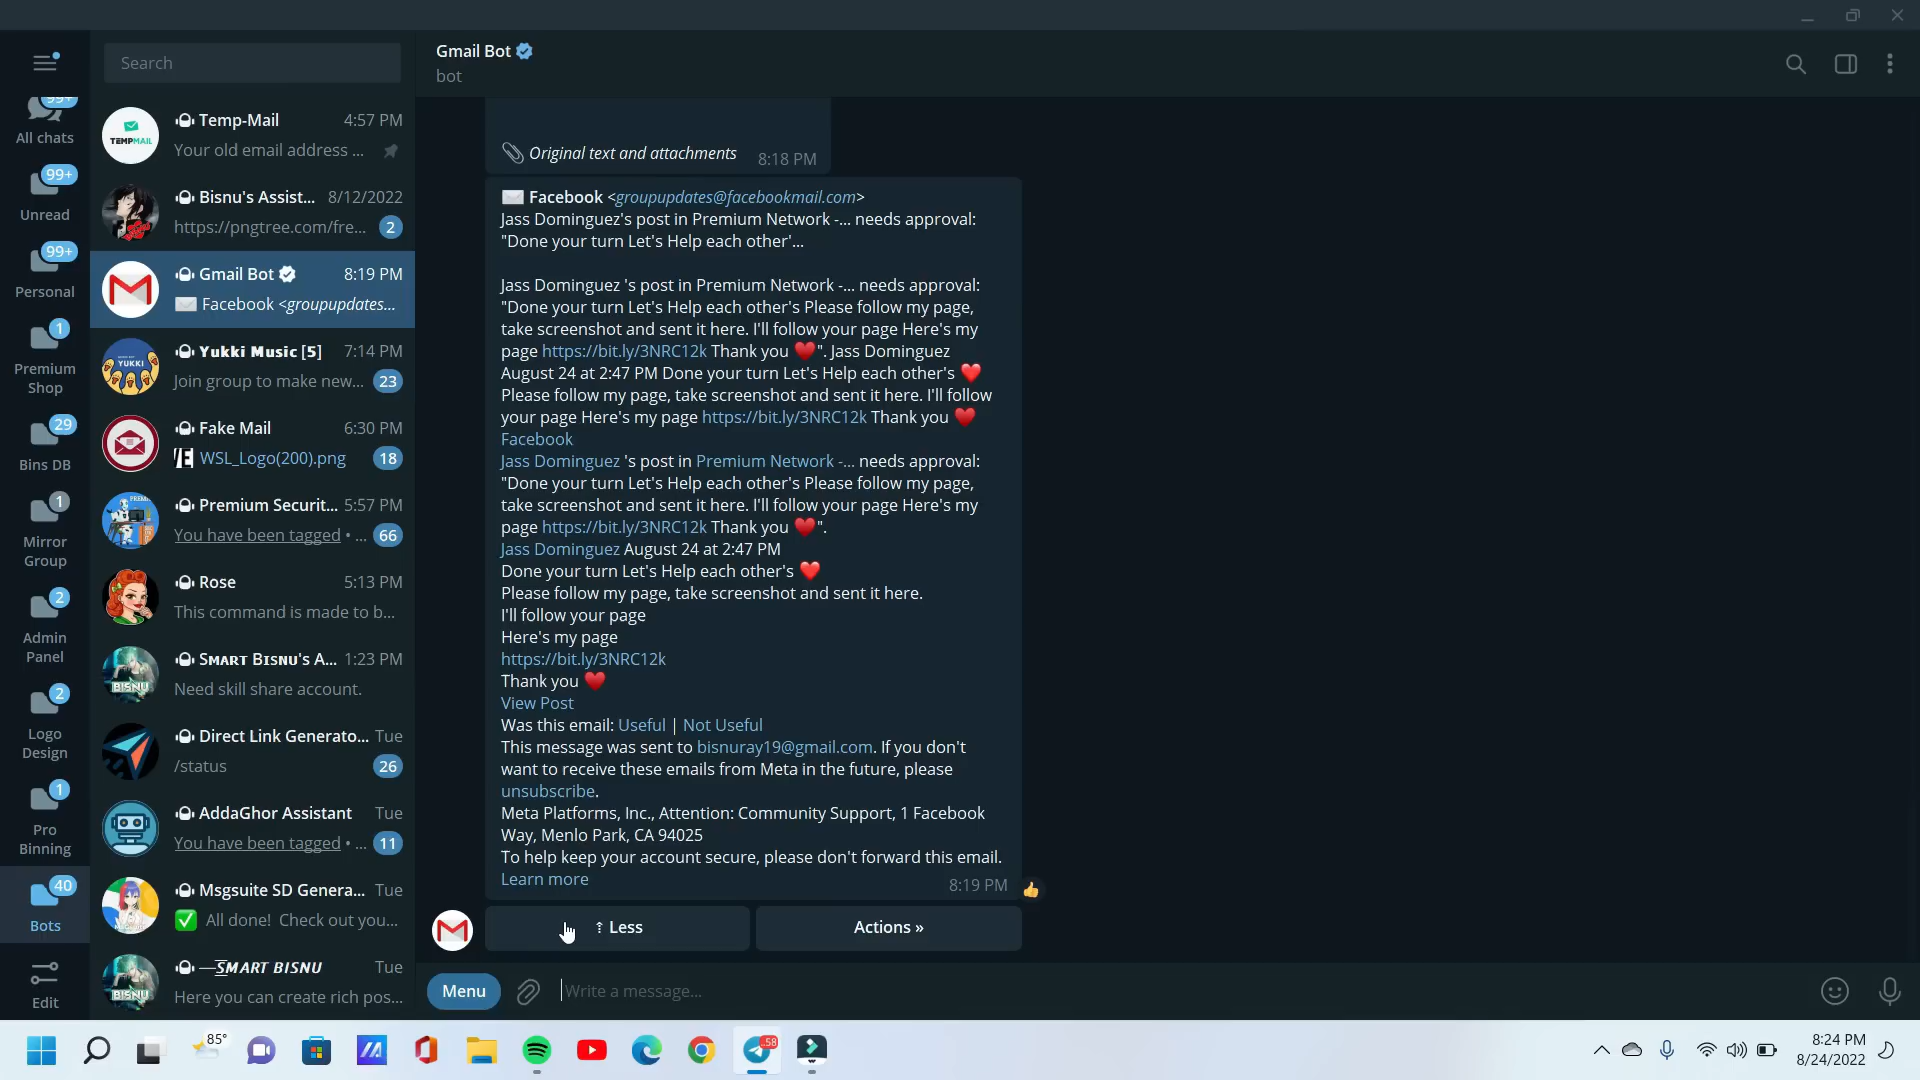 Search
99+
All chats
99+
Unread
99+
Personal
1
Premium
Shop
29
Bins DB
1
Mirror
Group
2
Admin
Panel
2
Logo
Design
1
Pro
Binning
40
Bots
Edit
TEMPMAIL
Temp-Mail 4:57 PM
Your old email address ...
Bisnu's Assist... 8/12/2022
https://pngtree.com/fre... 2
Gmail Bot 8:19 PM
Facebook <groupupdates...
YUKKI
Yukki Music [5] 7:14 PM
Join group to make new... 23
Fake Mail 6:30 PM
WSL_Logo(200).png 18
Premium Securit... 5:57 PM
You have been tagged • ... 66
Rose 5:13 PM
This command is made to b...
BISNU
Smart Bisnu's A... 1:23 PM
Need skill share account.
Direct Link Generato... Tue
/status 26
AddaGhor Assistant Tue
You have been tagged • ... 11
Msgsuite SD Genera... Tue
✅ All done! Check out you...
BISNU
—SMART BISNU Tue
Here you can create rich pos...
Gmail Bot
bot
Original text and attachments 8:18 PM
✉️ Facebook <groupupdates@facebookmail.com>
Jass Dominguez's post in Premium Network -... needs approval:
"Done your turn Let's Help each other'...
Jass Dominguez 's post in Premium Network -... needs approval:
"Done your turn Let's Help each other's Please follow my page,
take screenshot and sent it here. I'll follow your page Here's my
page https://bit.ly/3NRC12k Thank you ♥️". Jass Dominguez
August 24 at 2:47 PM Done your turn Let's Help each other's ❤️
Please follow my page, take screenshot and sent it here. I'll follow
your page Here's my page https://bit.ly/3NRC12k Thank you ♥️
Facebook
Jass Dominguez 's post in Premium Network -... needs approval:
"Done your turn Let's Help each other's Please follow my page,
take screenshot and sent it here. I'll follow your page Here's my
page https://bit.ly/3NRC12k Thank you ♥️".
Jass Dominguez August 24 at 2:47 PM
Done your turn Let's Help each other's ❤️
Please follow my page, take screenshot and sent it here.
I'll follow your page
Here's my page
https://bit.ly/3NRC12k
Thank you ♥️
View Post
Was this email: Useful | Not Useful
This message was sent to bisnuray19@gmail.com. If you don't
want to receive these emails from Meta in the future, please
unsubscribe.
Meta Platforms, Inc., Attention: Community Support, 1 Facebook
Way, Menlo Park, CA 94025
To help keep your account secure, please don't forward this email.
Learn more 8:19 PM
⇡ Less
Actions »
Menu
Write a message...
85°
58
8:24 PM
8/24/2022